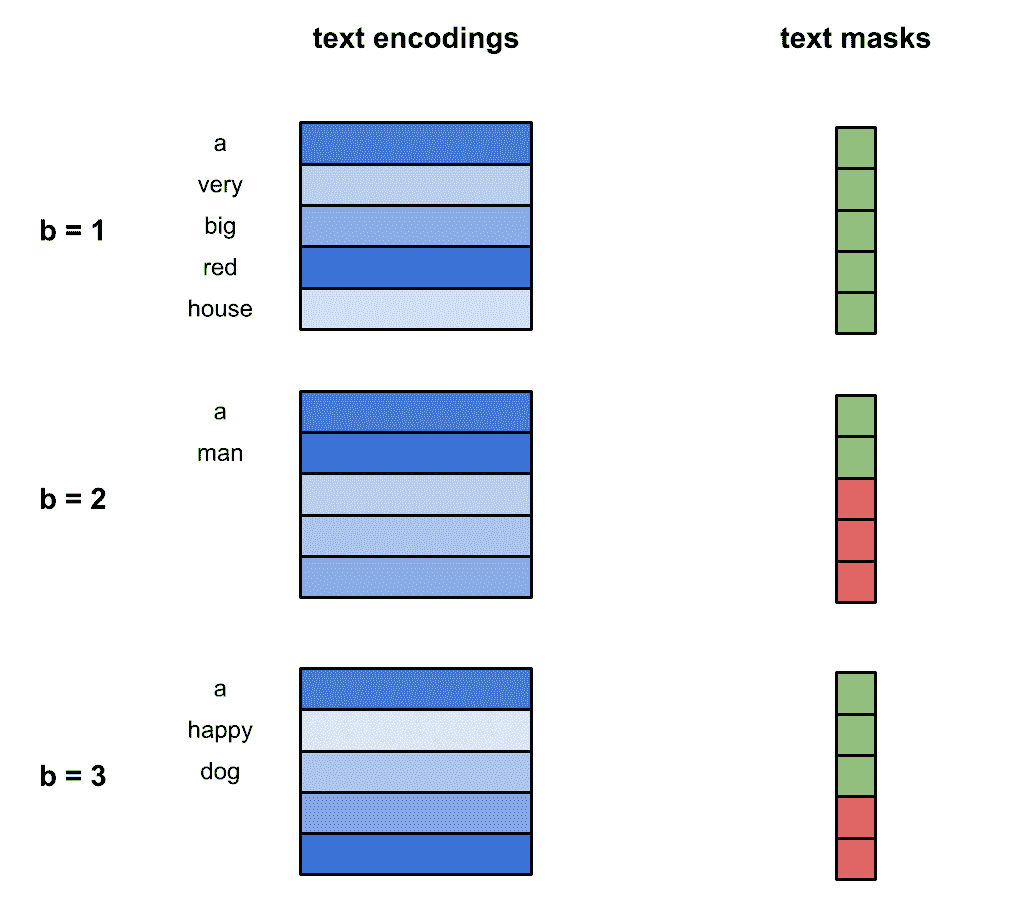 text encodings
text masks
b = 1
a
very
big
red
house
b = 2
a
man
b = 3
a
happy
dog